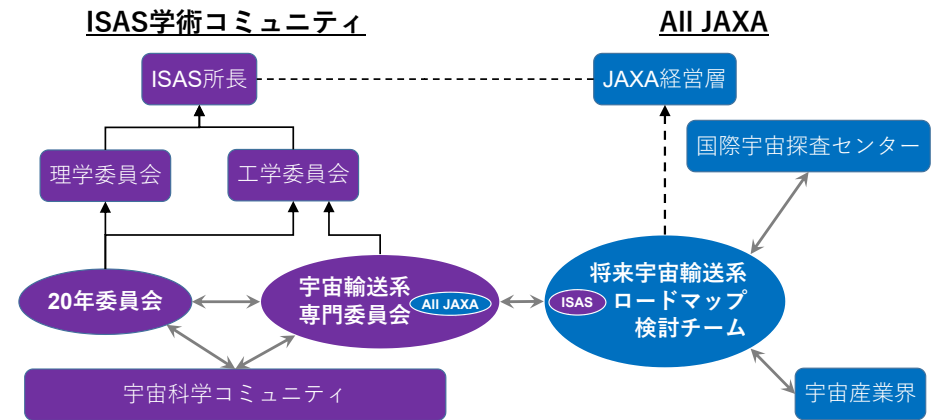 ISAS学術コミュニティ
All JAXA
ISAS所長
JAXA経営層
国際宇宙探査センター
理学委員会
工学委員会
20年委員会
宇宙輸送系
専門委員会
All JAXA
ISAS
将来宇宙輸送系
ロードマップ
検討チーム
宇宙科学コミュニティ
宇宙産業界